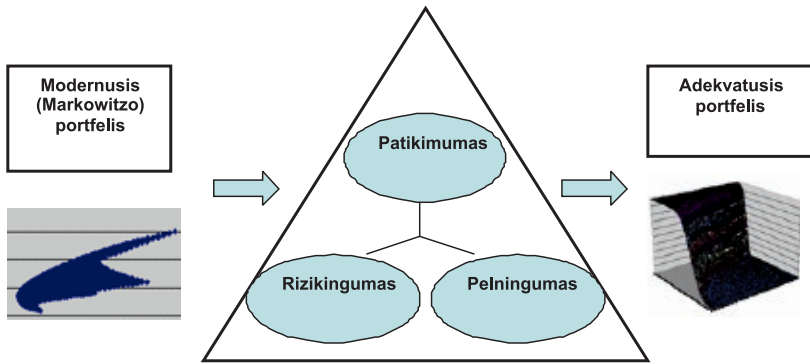 Modernusis
(Markowitzo)
portfelis
Patikimumas
Rizikingumas
Pelningumas
Adekvatusis
portfelis